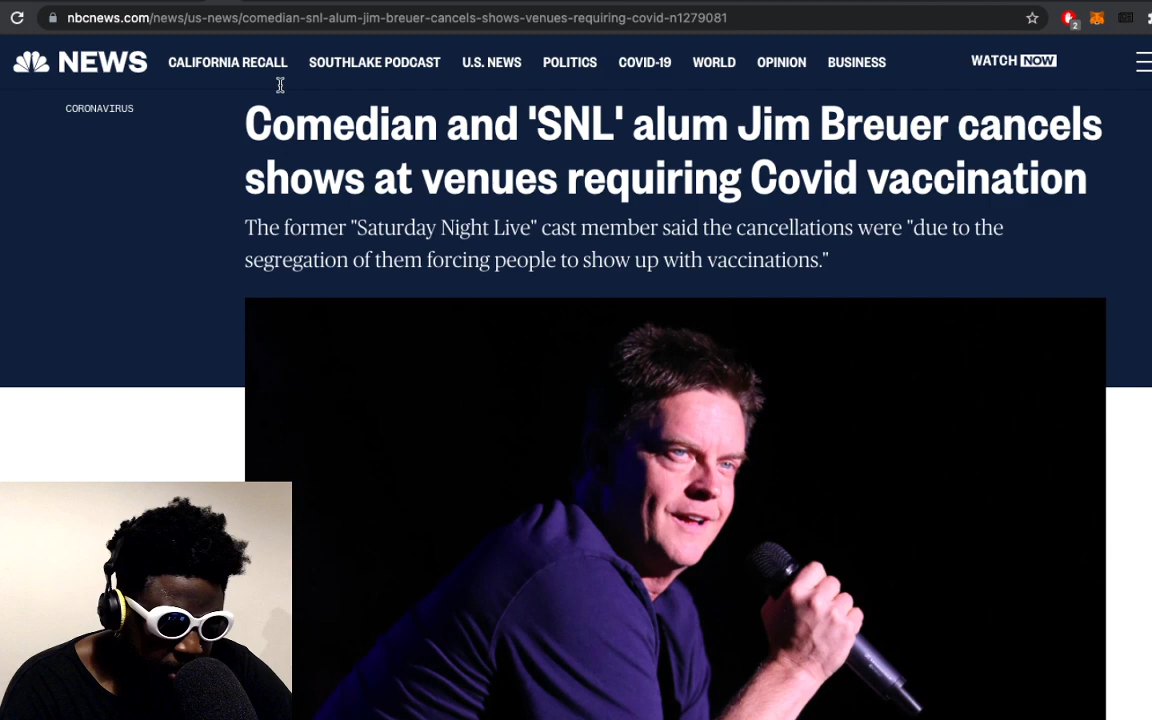 nbcnews.com/news/us-news/comedian-snl-alum-jim-breuer-cancels-shows-venues-requiring-covid-n1279081
2
NEWS CALIFORNIA RECALL SOUTHLAKE PODCAST U.S. NEWS POLITICS COVID-19 WORLD OPINION BUSINESS WATCH NOW
CORONAVIRUS
Comedian and 'SNL' alum Jim Breuer cancels
shows at venues requiring Covid vaccination
The former "Saturday Night Live" cast member said the cancellations were "due to the
segregation of them forcing people to show up with vaccinations."